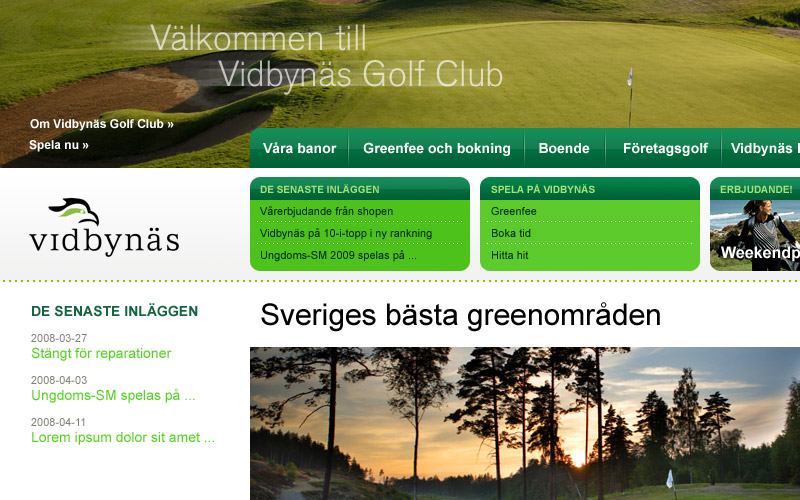 Välkommen till
Vidbynäs Golf Club
Om Vidbynäs Golf Club »
Spela nu »
Våra banor
Greenfee och bokning
Boende
Företagsgolf
Vidbynäs
vidbynäs
DE SENASTE INLÄGGEN
Vårerbjudande från shopen
Vidbynäs på 10-i-topp i ny rankning
Ungdoms-SM 2009 spelas på ...
SPELA PÅ VIDBYNÄS
Greenfee
Boka tid
Hitta hit
ERBJUDANDE!
Weekendp
DE SENASTE INLÄGGEN
2008-03-27
Stängt för reparationer
2008-04-03
Ungdoms-SM spelas på ...
2008-04-11
Lorem ipsum dolor sit amet ...
Sveriges bästa greenområden